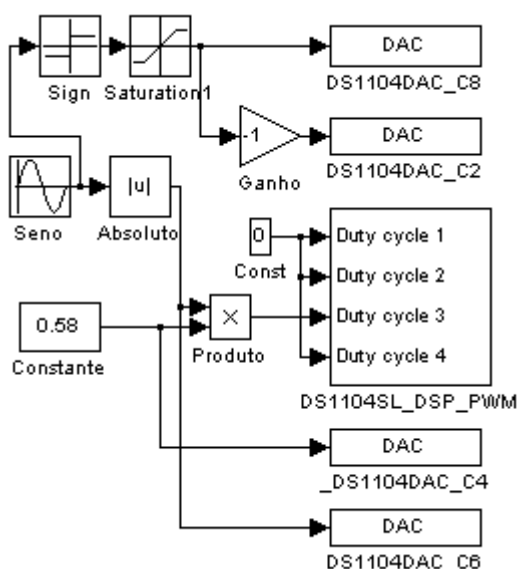 DAC
Sign
Saturation1
DS1104DAC_C8
-1
DAC
Ganho
DS1104DAC_C2
|u|
Seno
Absoluto
0
Const
Duty cycle 1
Duty cycle 2
Duty cycle 3
Duty cycle 4
0.58
×
Constante
Produto
DS1104SL_DSP_PWM
DAC
_DS1104DAC_C4
DAC
DS1104DAC_C6